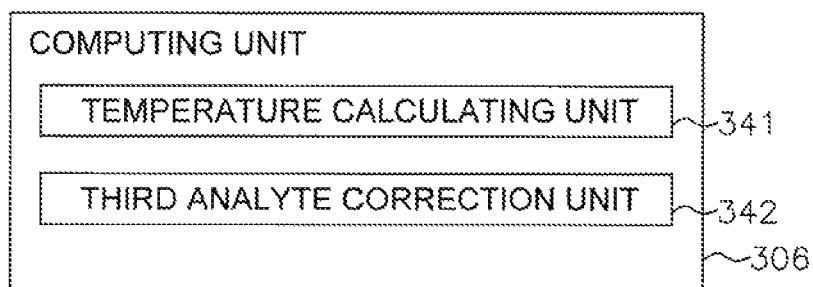 COMPUTING UNIT
TEMPERATURE CALCULATING UNIT
341
THIRD ANALYTE CORRECTION UNIT
342
306